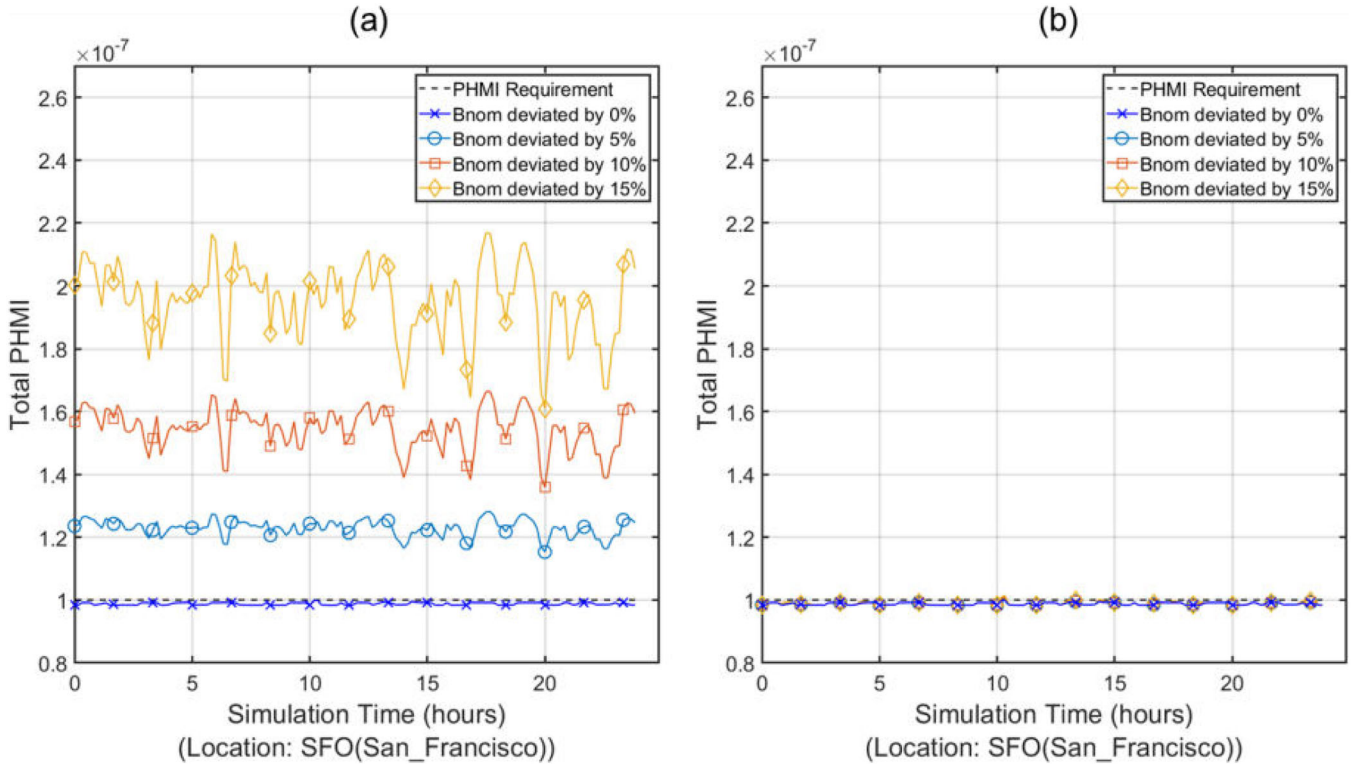 (a)
×10-7
2.6
2.4
2.2
2
1.8
1.6
1.4
1.2
1
0.8
Total PHMI
PHMI Requirement
Bnom deviated by 0%
Bnom deviated by 5%
Bnom deviated by 10%
Bnom deviated by 15%
0 5 10 15 20
Simulation Time (hours)
(Location: SFO(San_Francisco))
(b)
×10-7
2.6
2.4
2.2
2
1.8
1.6
1.4
1.2
1
0.8
Total PHMI
PHMI Requirement
Bnom deviated by 0%
Bnom deviated by 5%
Bnom deviated by 10%
Bnom deviated by 15%
0 5 10 15 20
Simulation Time (hours)
(Location: SFO(San_Francisco))